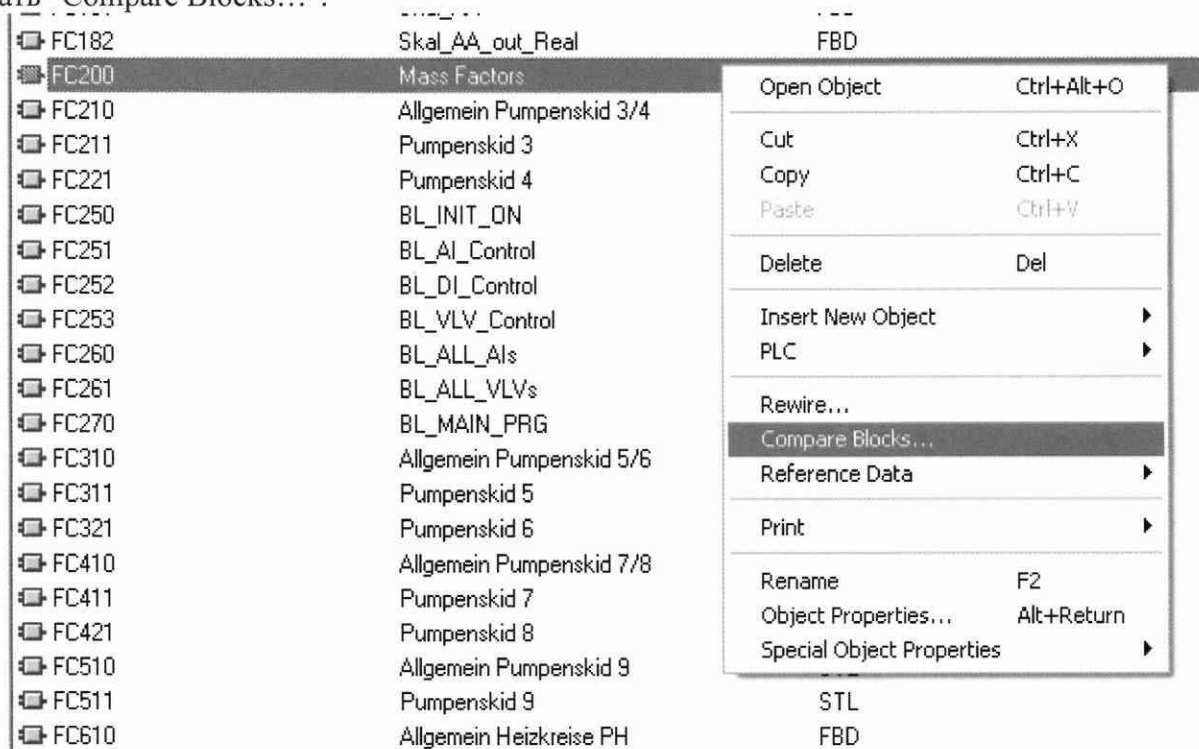 "Compare Blocks…".
FC182 Skal_AA_out_Real FBD
FC200 Mass Factors
FC210 Allgemein Pumpenskid 3/4
FC211 Pumpenskid 3
FC221 Pumpenskid 4
FC250 BL_INIT_ON
FC251 BL_AI_Control
FC252 BL_DI_Control
FC253 BL_VLV_Control
FC260 BL_ALL_AIs
FC261 BL_ALL_VLVs
FC270 BL_MAIN_PRG
FC310 Allgemein Pumpenskid 5/6
FC311 Pumpenskid 5
FC321 Pumpenskid 6
FC410 Allgemein Pumpenskid 7/8
FC411 Pumpenskid 7
FC421 Pumpenskid 8
FC510 Allgemein Pumpenskid 9
FC511 Pumpenskid 9 STL
FC610 Allgemein Heizkreise PH FBD
Open Object Ctrl+Alt+O
Cut Ctrl+X
Copy Ctrl+C
Paste Ctrl+V
Delete Del
Insert New Object
PLC
Rewire...
Compare Blocks...
Reference Data
Print
Rename F2
Object Properties... Alt+Return
Special Object Properties